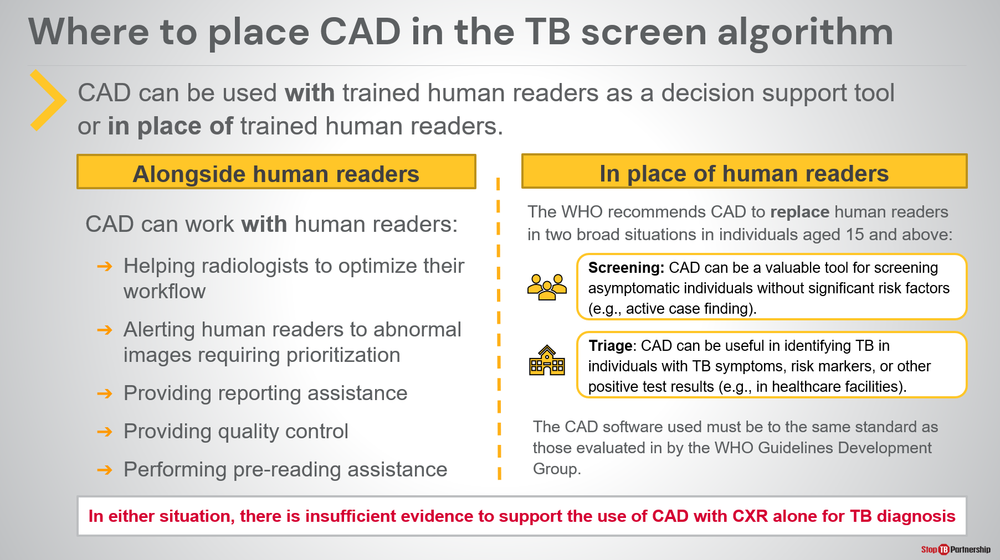 Where to place CAD in the TB screen algorithm
CAD can be used with trained human readers as a decision support tool
or in place of trained human readers.
Alongside human readers
CAD can work with human readers:
➔ Helping radiologists to optimize their
workflow
➔ Alerting human readers to abnormal
images requiring prioritization
➔ Providing reporting assistance
➔ Providing quality control
➔ Performing pre-reading assistance
In place of human readers
The WHO recommends CAD to replace human readers
in two broad situations in individuals aged 15 and above:
Screening: CAD can be a valuable tool for screening
asymptomatic individuals without significant risk factors
(e.g., active case finding).
Triage: CAD can be useful in identifying TB in
individuals with TB symptoms, risk markers, or other
positive test results (e.g., in healthcare facilities).
The CAD software used must be to the same standard as
those evaluated in by the WHO Guidelines Development
Group.
In either situation, there is insufficient evidence to support the use of CAD with CXR alone for TB diagnosis
Stop TB Partnership